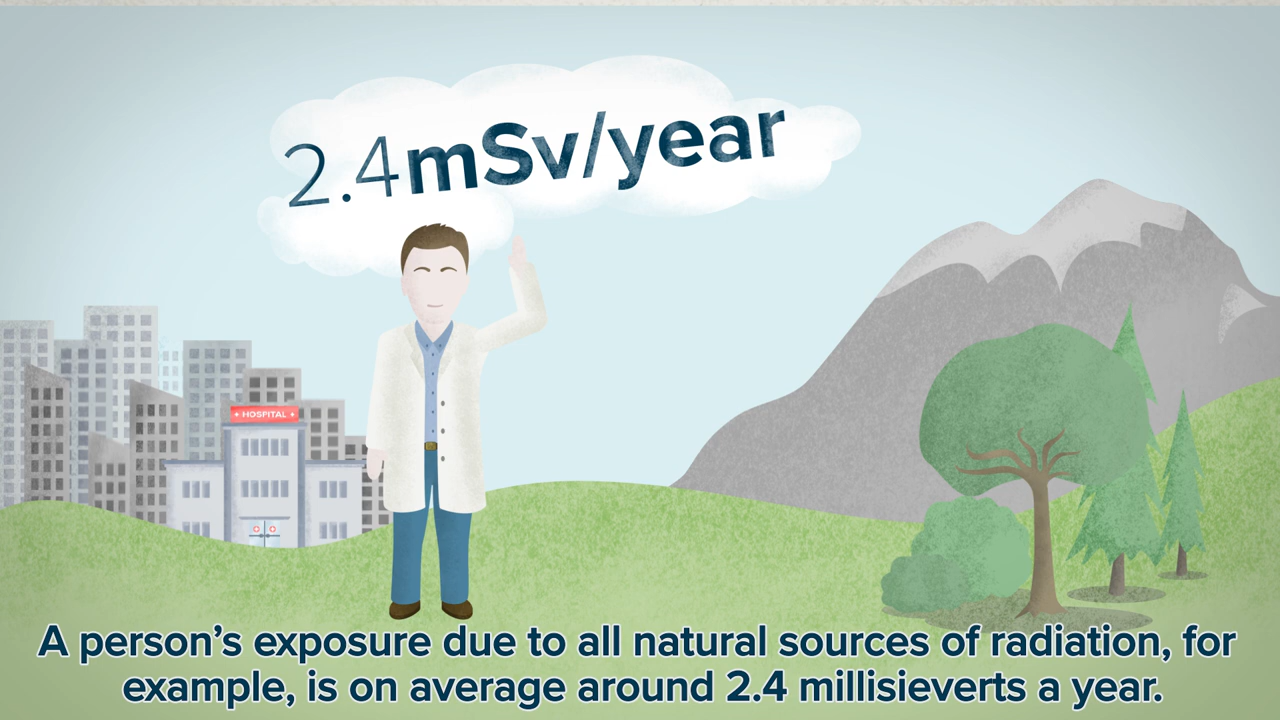 2.4mSv/year
+ HOSPITAL +
A person's exposure due to all natural sources of radiation, for
example, is on average around 2.4 millisieverts a year.